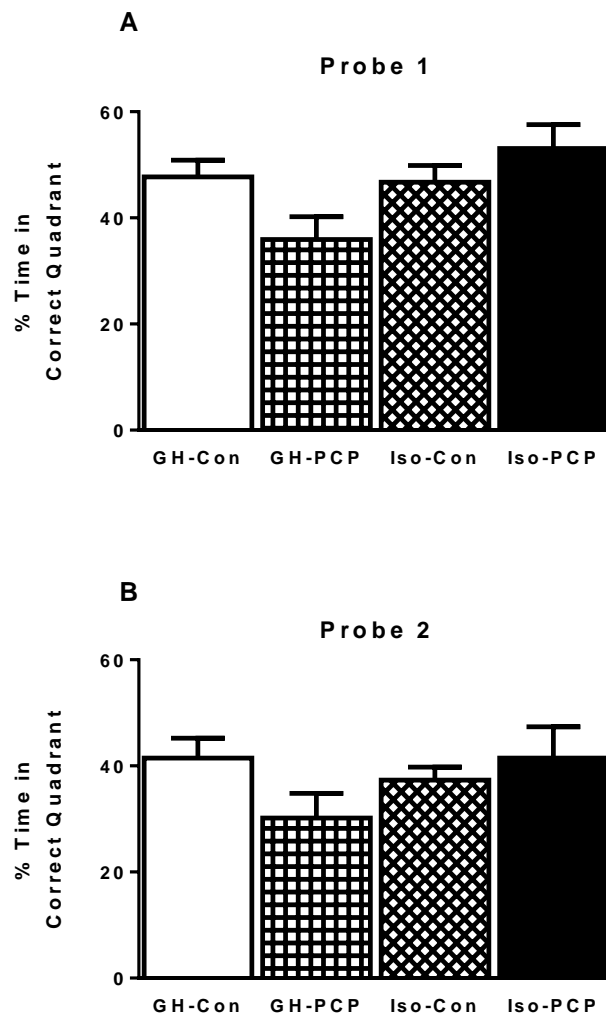 A
Probe 1
% Time in
Correct Quadrant
60
40
20
0
GH-Con GH-PCP Iso-Con Iso-PCP
B
Probe 2
% Time in
Correct Quadrant
60
40
20
0
GH-Con GH-PCP Iso-Con Iso-PCP